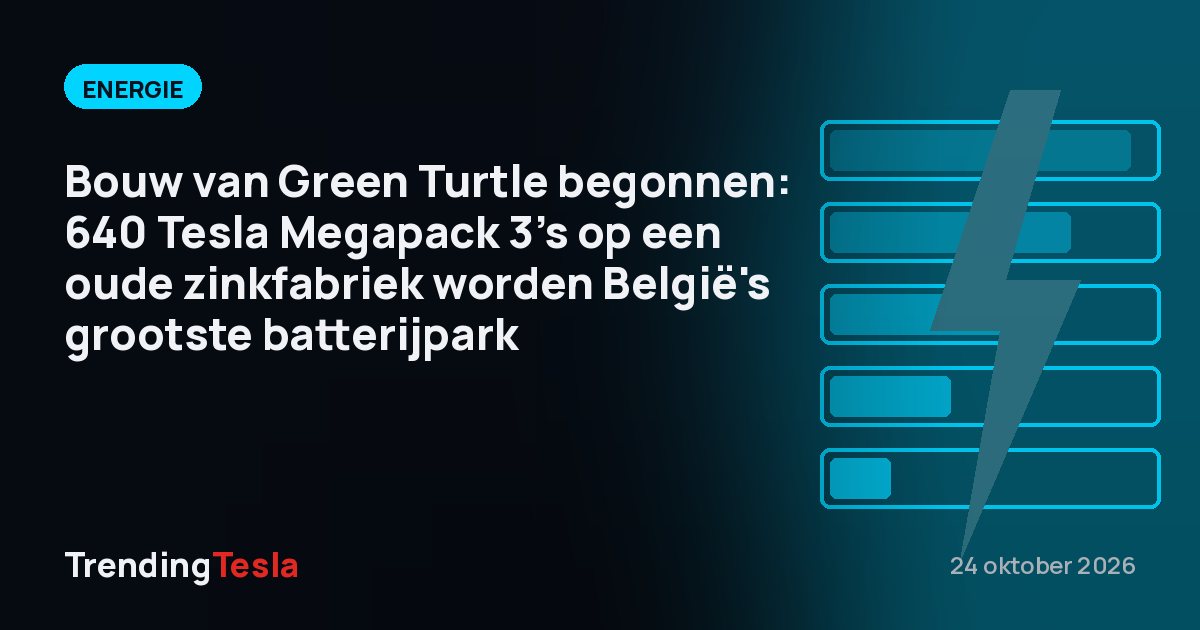 ENERGIE
Bouw van Green Turtle begonnen:
640 Tesla Megapack 3’s op een
oude zinkfabriek worden België's
grootste batterijpark
TrendingTesla
24 oktober 2026